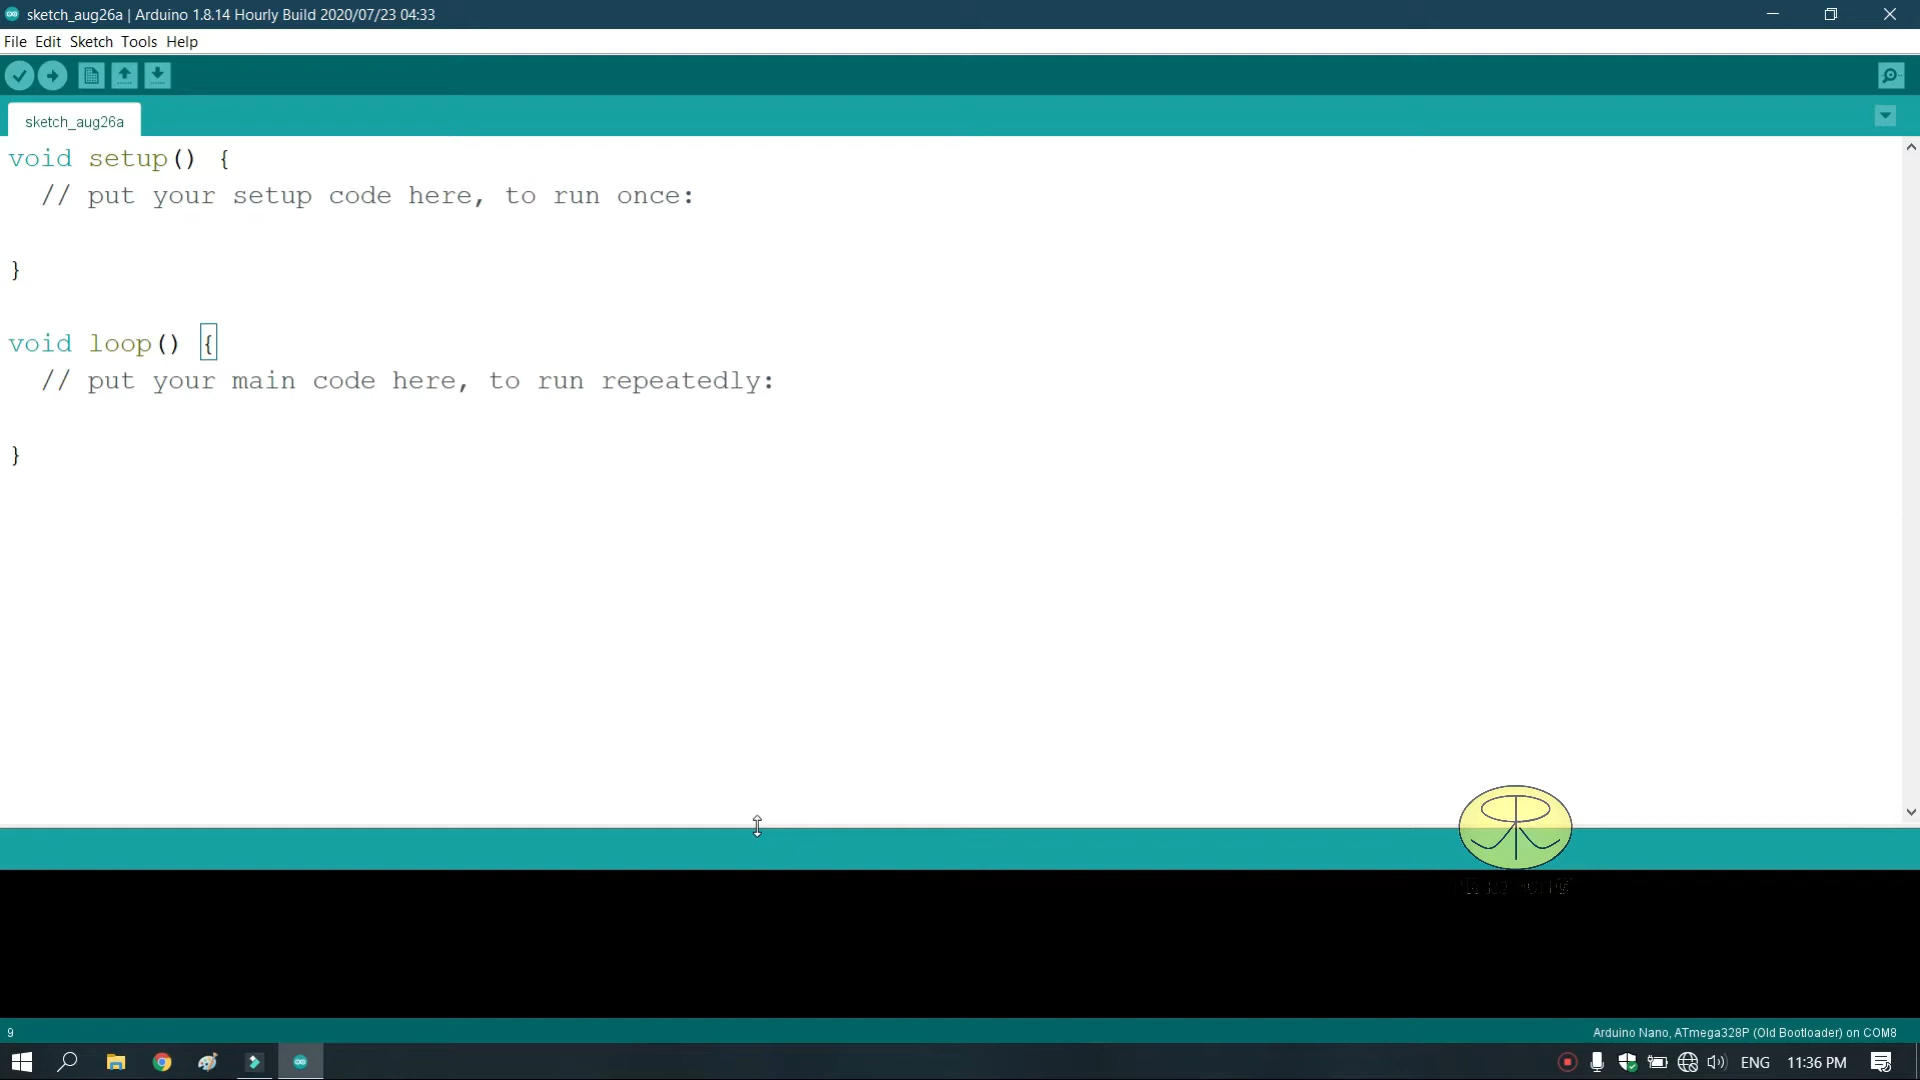 sketch_aug26a | Arduino 1.8.14 Hourly Build 2020/07/23 04:33
File Edit Sketch Tools Help
sketch_aug26a
void setup() {
  // put your setup code here, to run once:
}
void loop() {
  // put your main code here, to run repeatedly:
}
9
Arduino Nano, ATmega328P (Old Bootloader) on COM8
ENG 11:36 PM